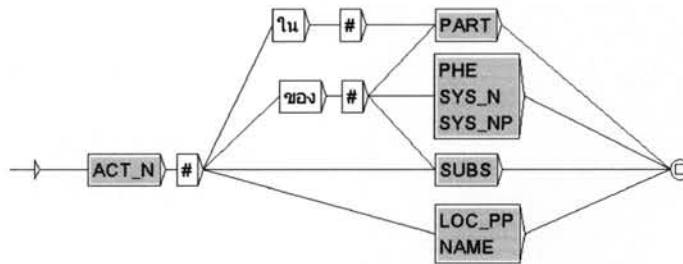 ใน # PART
PHE
ของ # SYS_N
SYS_NP
ACT_N # SUBS
LOC_PP
NAME